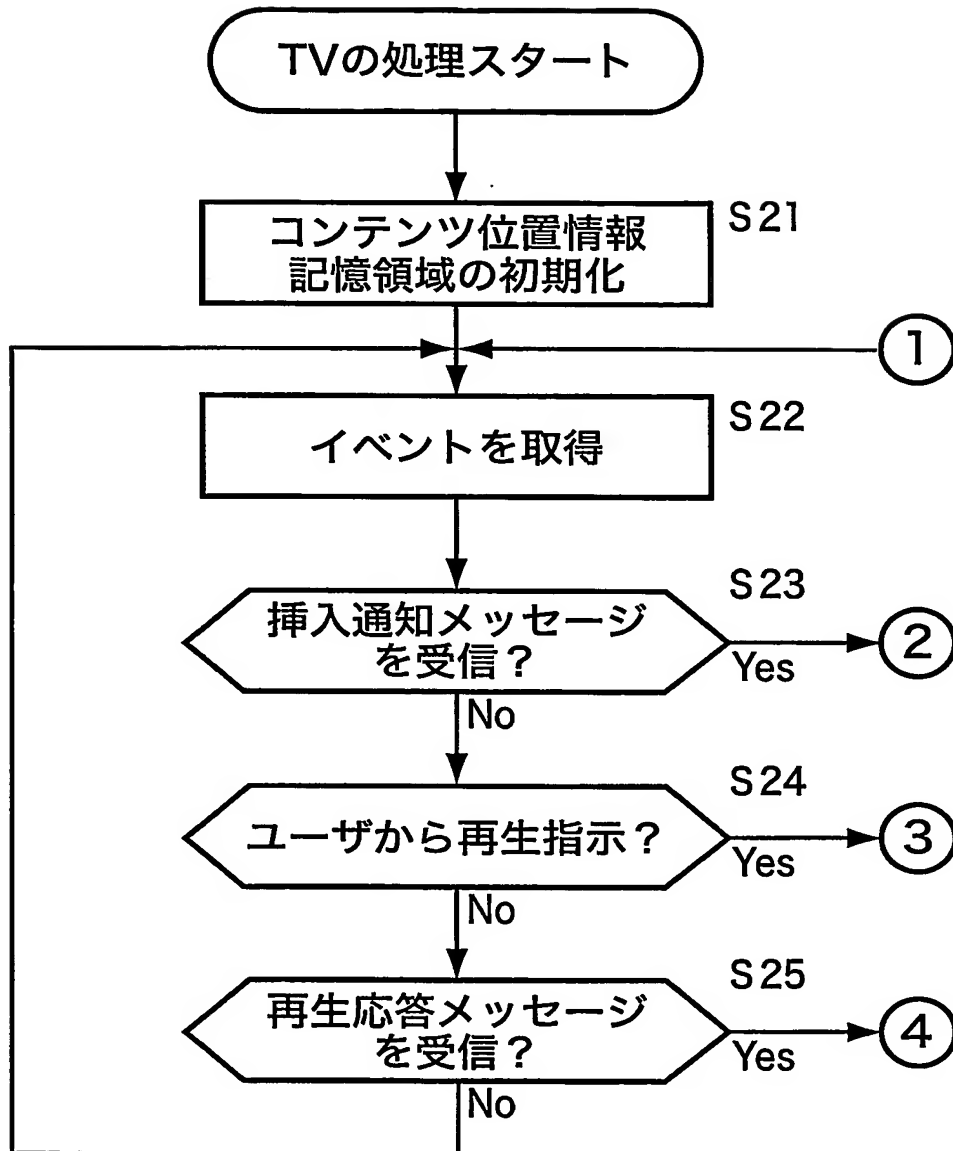 TVの処理スタート
コンテンツ位置情報
記憶領域の初期化
S21
①
イベントを取得
S22
挿入通知メッセージ
を受信？
S23
Yes
②
No
ユーザから再生指示？
S24
Yes
③
No
再生応答メッセージ
を受信？
S25
Yes
④
No